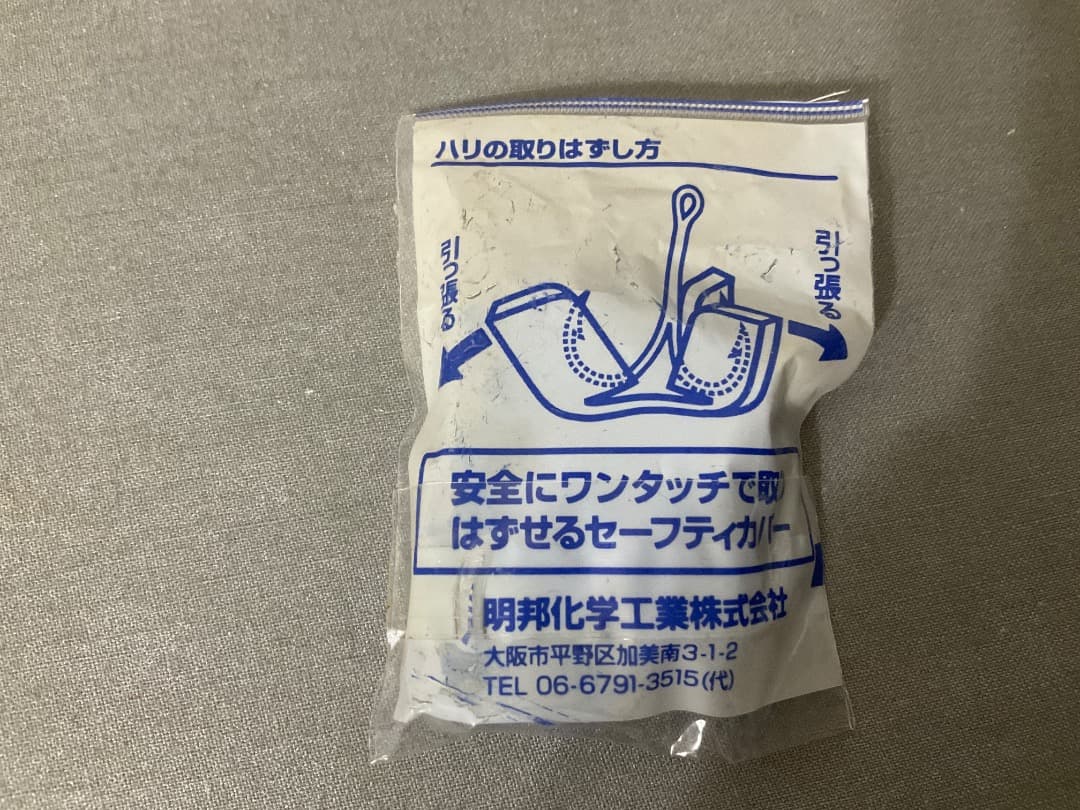 ハリの取りはずし方
引っ張る
引っ張る
安全にワンタッチで取り
はずせるセーフティカバー
明邦化学工業株式会社
大阪市平野区加美南3-1-2
TEL 06-6791-3515(代)